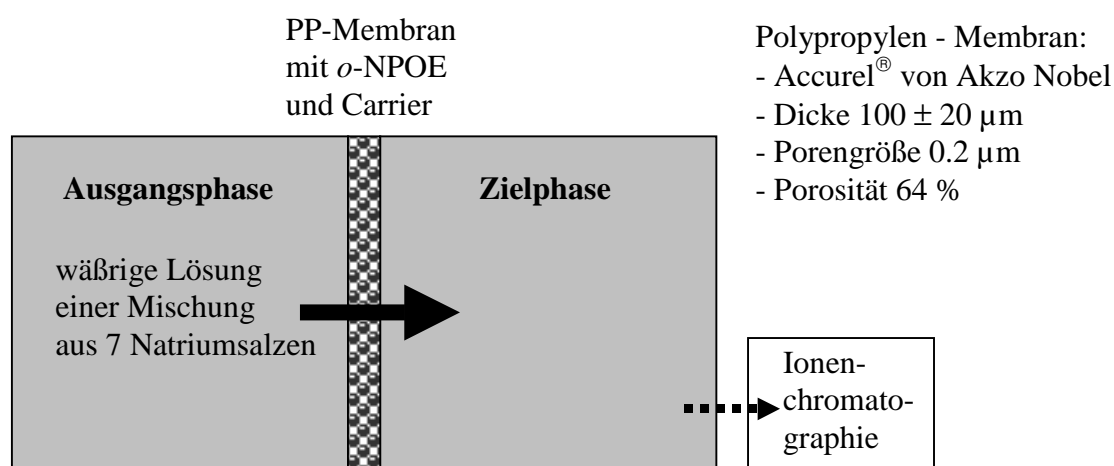 PP-Membran
mit o-NPOE
und Carrier
Polypropylen - Membran:
- Accurel® von Akzo Nobel
- Dicke 100 ± 20 µm
- Porengröße 0.2 µm
- Porosität 64 %
Ausgangsphase
Zielphase
wäßrige Lösung
einer Mischung
aus 7 Natriumsalzen
Ionen-
chromato-
graphie